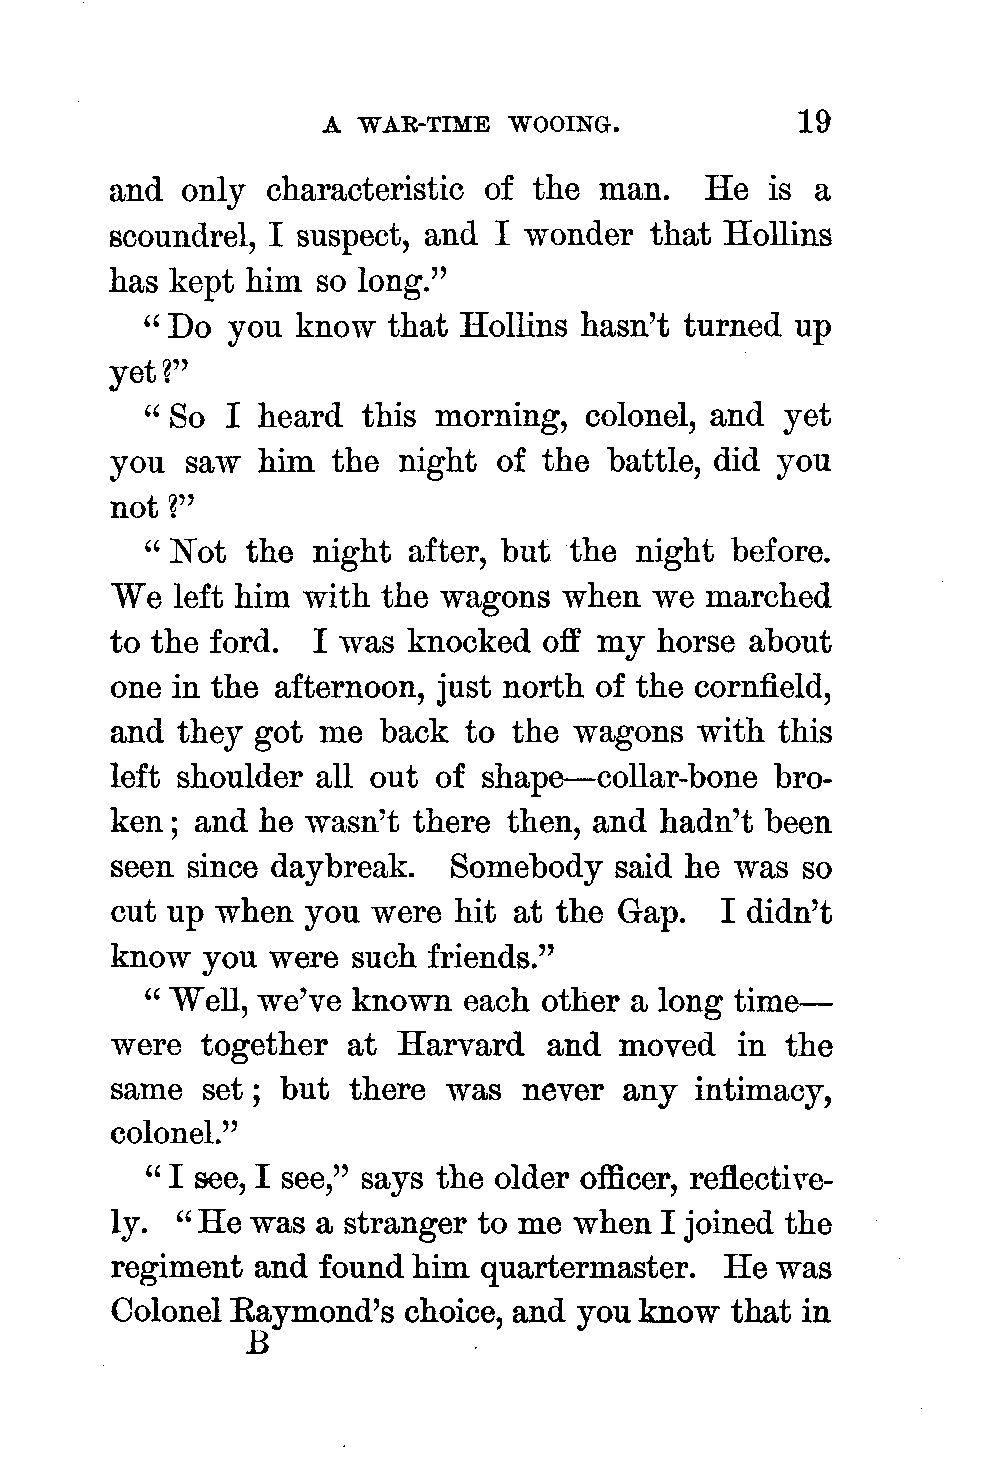 A WAR-TIME WOOING. 19
and only characteristic of the man. He is a
scoundrel, I suspect, and I wonder that Hollins
has kept him so long.”
“Do you know that Hollins hasn’t turned up
yet?”
“So I heard this morning, colonel, and yet
you saw him the night of the battle, did you
not?”
“Not the night after, but the night before.
We left him with the wagons when we marched
to the ford. I was knocked off my horse about
one in the afternoon, just north of the cornfield,
and they got me back to the wagons with this
left shoulder all out of shape—collar-bone bro-
ken; and he wasn’t there then, and hadn’t been
seen since daybreak. Somebody said he was so
cut up when you were hit at the Gap. I didn’t
know you were such friends.”
“Well, we’ve known each other a long time—
were together at Harvard and moved in the
same set; but there was never any intimacy,
colonel.”
“I see, I see,” says the older officer, reflective-
ly. “He was a stranger to me when I joined the
regiment and found him quartermaster. He was
Colonel Raymond’s choice, and you know that in
B